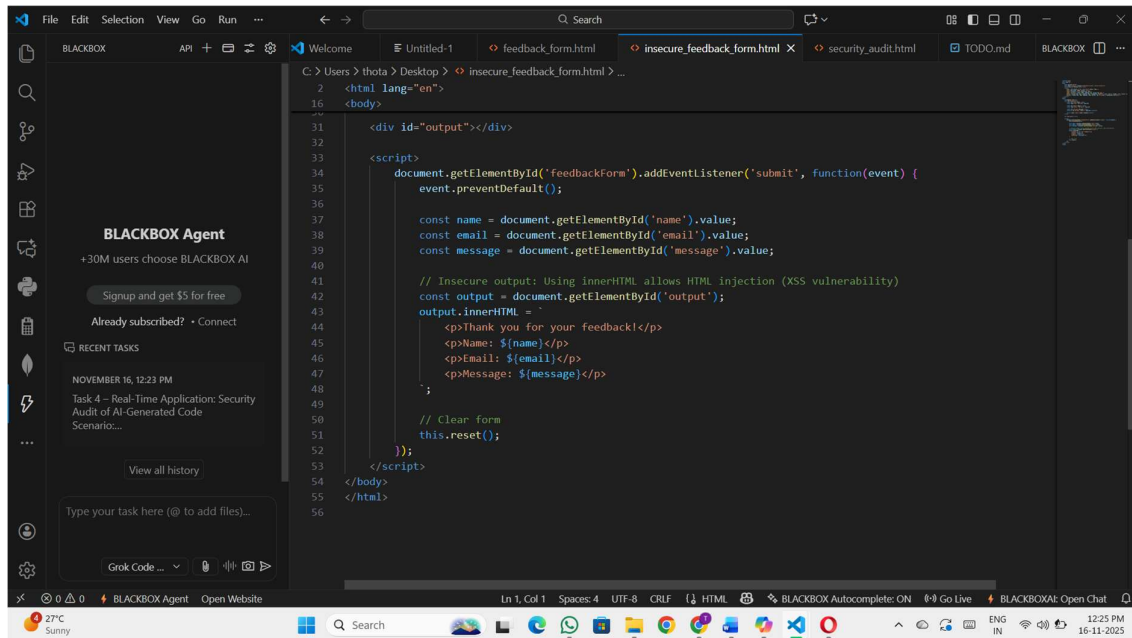 File Edit Selection View Go Run ···
Search
BLACKBOX API
Welcome Untitled-1 feedback_form.html insecure_feedback_form.html security_audit.html TODO.md BLACKBOX
C: > Users > thota > Desktop > insecure_feedback_form.html > ...
2 <html lang="en">
16 <body>
31 <div id="output"></div>
32
33 <script>
34 document.getElementById('feedbackForm').addEventListener('submit', function(event) {
35 event.preventDefault();
36
37 const name = document.getElementById('name').value;
38 const email = document.getElementById('email').value;
39 const message = document.getElementById('message').value;
40
41 // Insecure output: Using innerHTML allows HTML injection (XSS vulnerability)
42 const output = document.getElementById('output');
43 output.innerHTML = `
44 <p>Thank you for your feedback!</p>
45 <p>Name: ${name}</p>
46 <p>Email: ${email}</p>
47 <p>Message: ${message}</p>
48 `;
49
50 // Clear form
51 this.reset();
52 });
53 </script>
54 </body>
55 </html>
56
BLACKBOX Agent
+30M users choose BLACKBOX AI
Signup and get $5 for free
Already subscribed? • Connect
RECENT TASKS
NOVEMBER 16, 12:23 PM
Task 4 – Real-Time Application: Security
Audit of AI-Generated Code
Scenario:...
View all history
Type your task here (@ to add files)...
Grok Code ...
0 0 BLACKBOX Agent Open Website
Ln 1, Col 1 Spaces: 4 UTF-8 CRLF HTML BLACKBOX Autocomplete: ON Go Live BLACKBOXAI: Open Chat
4 27°C
Sunny
Search
ENG
IN
12:25 PM
16-11-2025